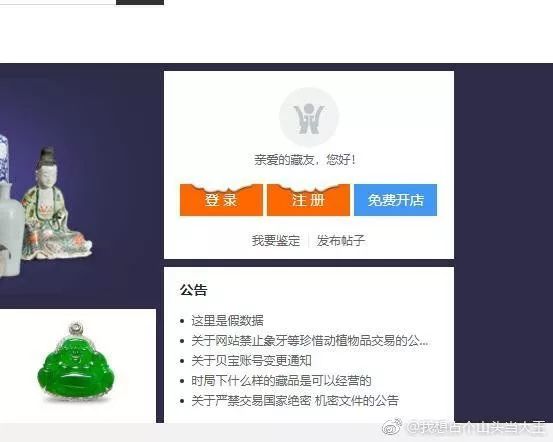 亲爱的藏友，您好！
登 录
注 册
免费开店
我要鉴定
发布帖子
公告
这里是假数据
关于网站禁止象牙等珍惜动植物品交易的公...
关于贝宝账号变更通知
时局下什么样的藏品是可以经营的
关于严禁交易国家绝密 机密文件的公告
@我想占个山头当大王